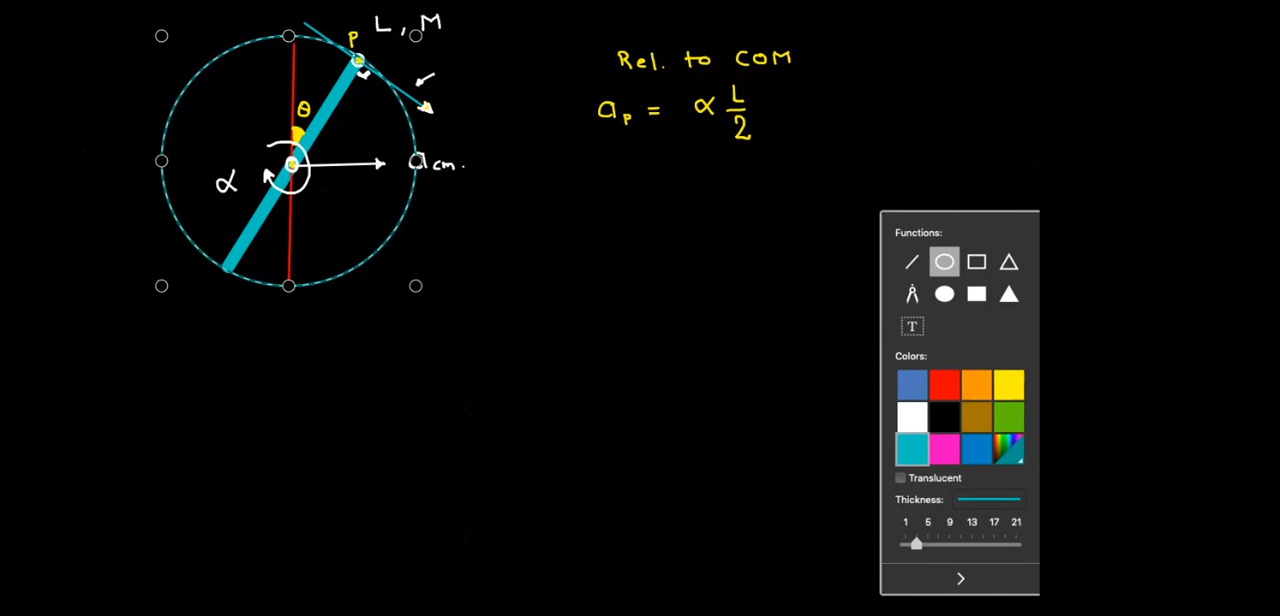 L, M
P
θ
α
a cm.
Rel. to COM
a p = α L/2
Functions:
T
Colors:
Translucent
Thickness:
1 5 9 13 17 21